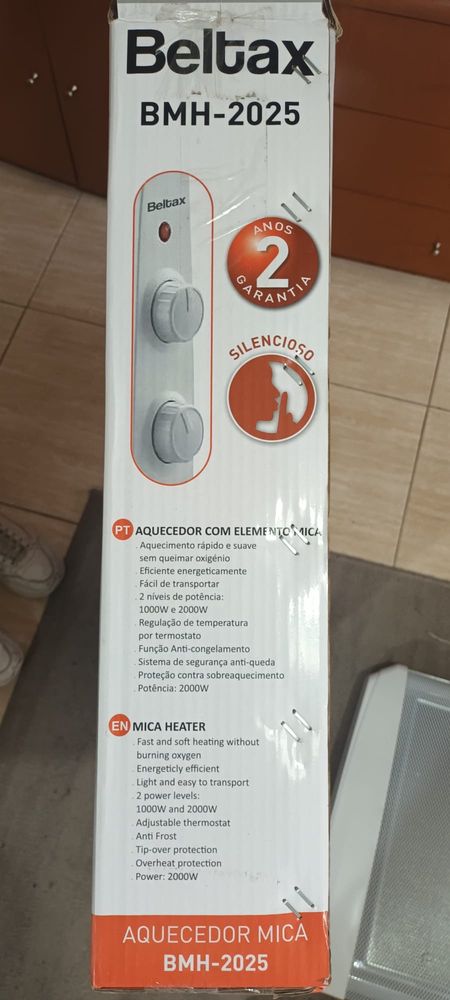 Beltax
BMH-2025
Beltax
ANOS
2
GARANTIA
SILENCIOSO
PT AQUECEDOR COM ELEMENTO MICA
. Aquecimento rápido e suave
sem queimar oxigénio
. Eficiente energeticamente
. Fácil de transportar
. 2 níveis de potência:
1000W e 2000W
. Regulação de temperatura
por termostato
. Função Anti-congelamento
. Sistema de segurança anti-queda
. Proteção contra sobreaquecimento
. Potência: 2000W
EN MICA HEATER
. Fast and soft heating without
burning oxygen
. Energeticly efficient
. Light and easy to transport
. 2 power levels:
1000W and 2000W
. Adjustable thermostat
. Anti Frost
. Tip-over protection
. Overheat protection
. Power: 2000W
AQUECEDOR MICA
BMH-2025